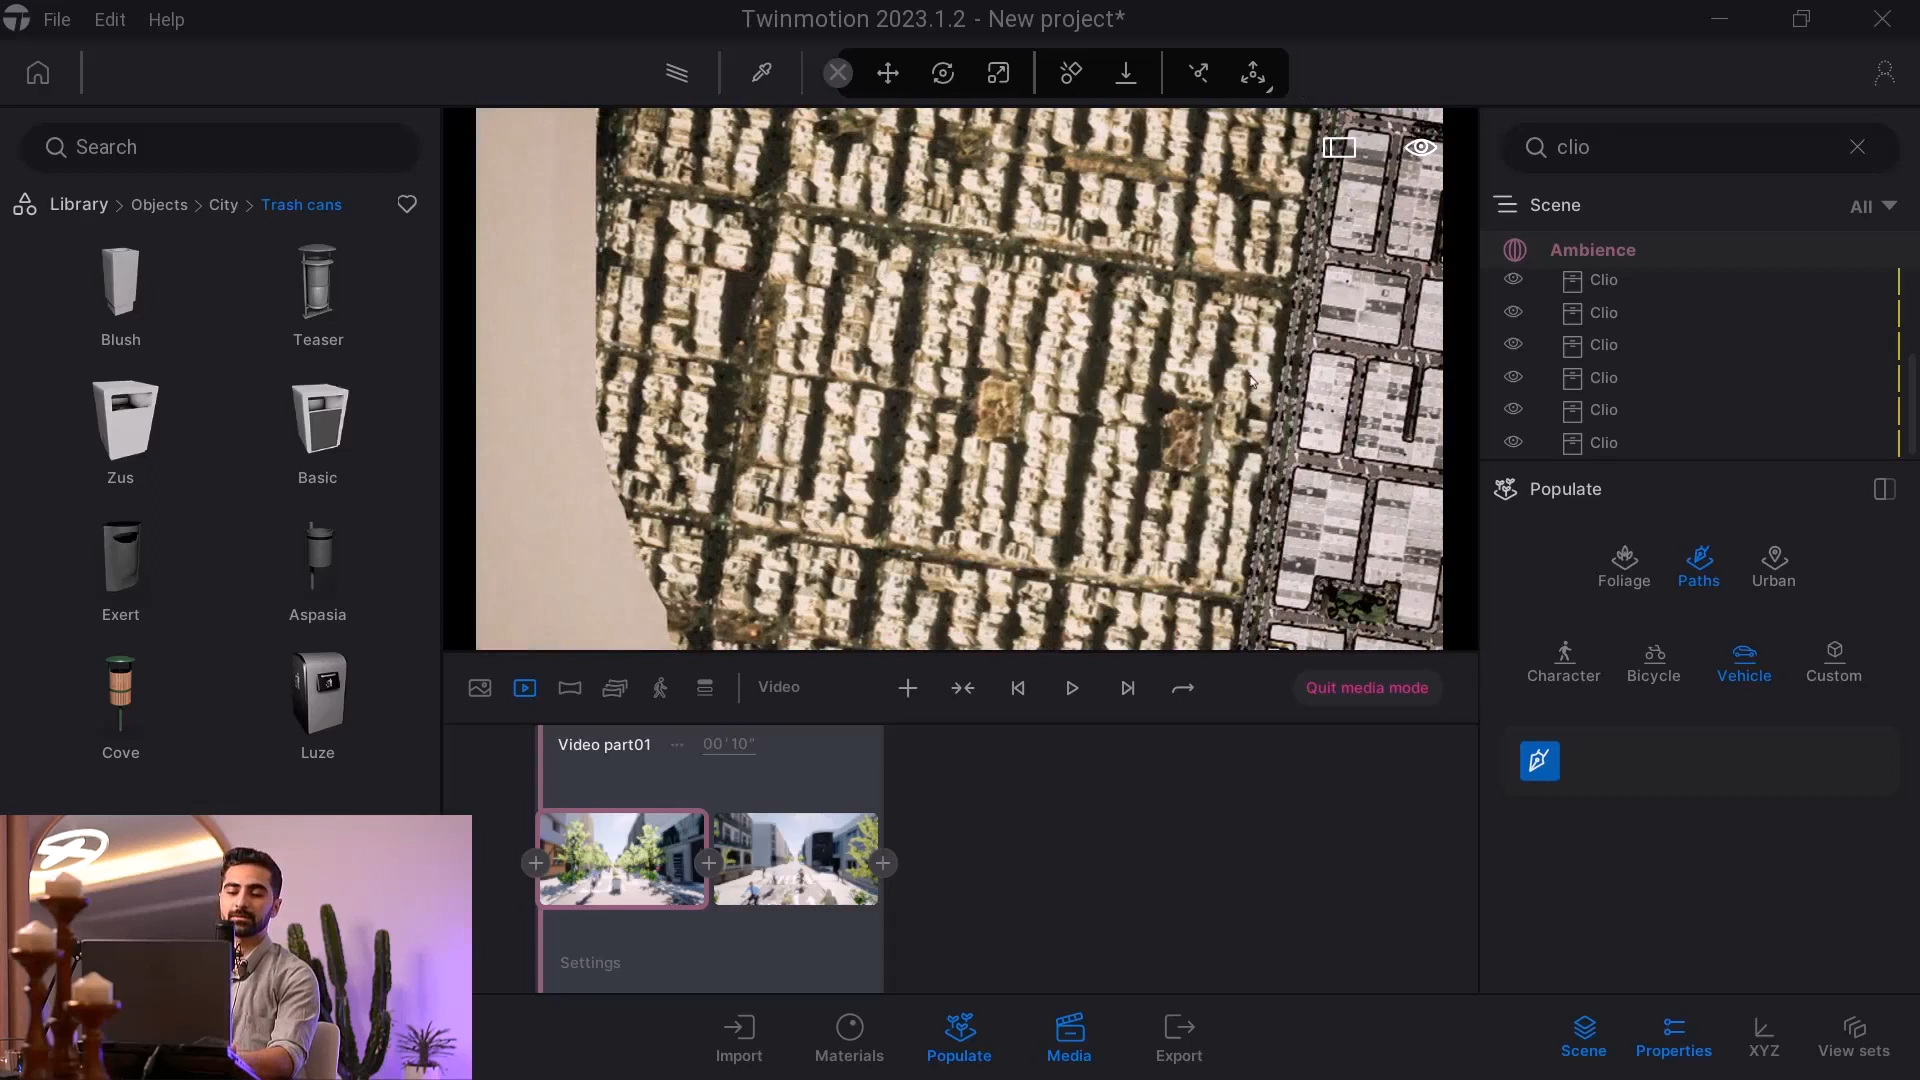 File Edit Help
Twinmotion 2023.1.2 - New project*
Search
Library > Objects > City > Trash cans
Blush
Teaser
Zus
Basic
Exert
Aspasia
Cove
Luze
Video
Quit media mode
Video part01 ··· 00'10"
Settings
Import
Materials
Populate
Media
Export
clio
Scene
All
Ambience
Clio
Clio
Clio
Clio
Clio
Clio
Populate
Foliage
Paths
Urban
Character
Bicycle
Vehicle
Custom
Scene
Properties
XYZ
View sets